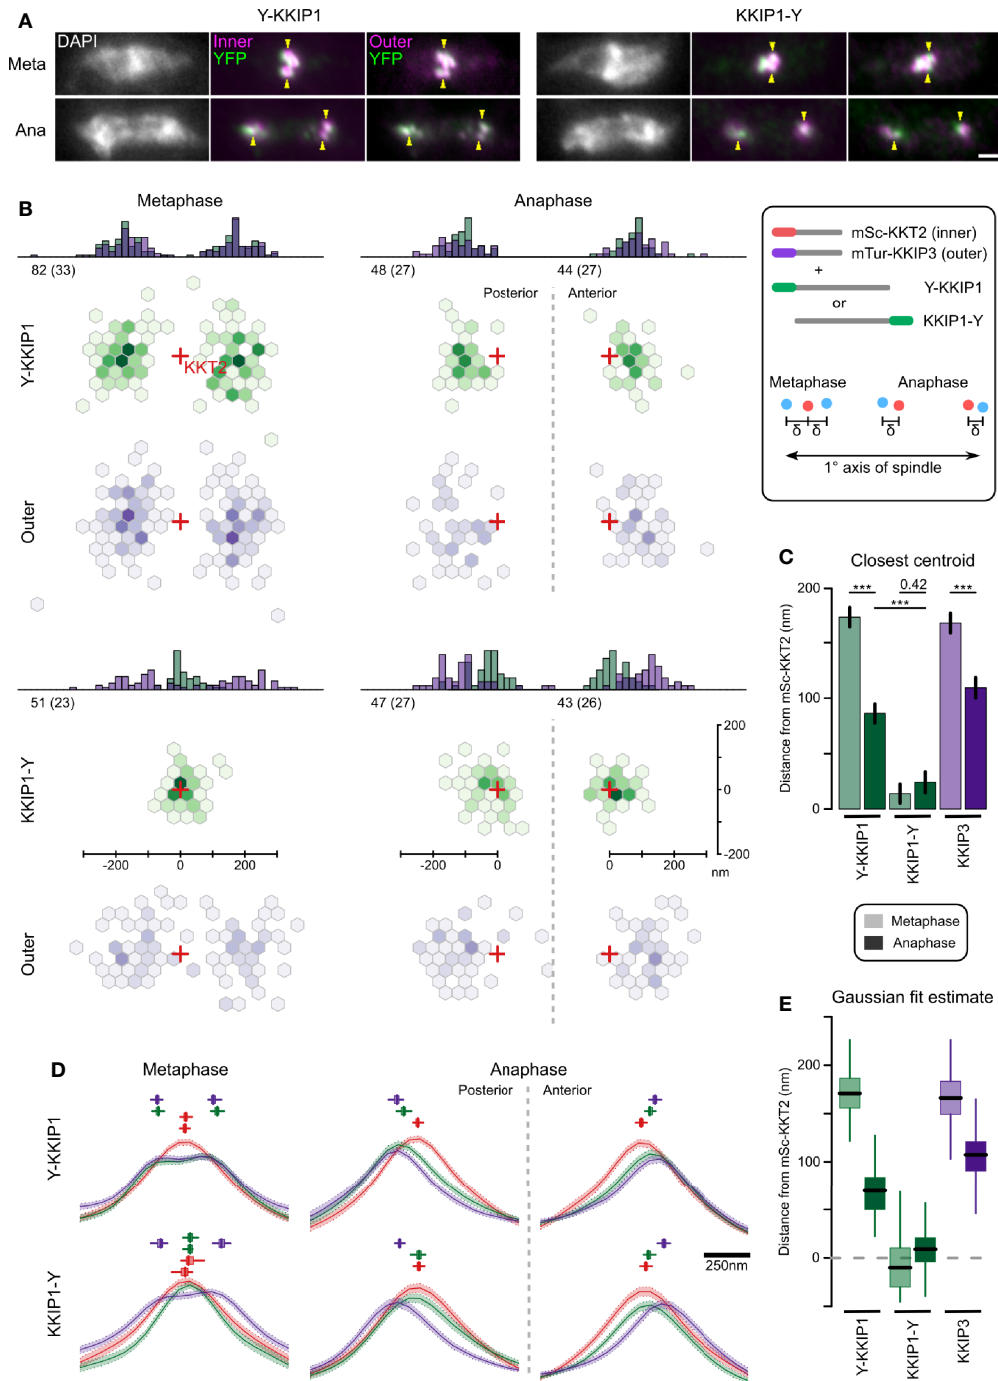 A
Y-KKIP1
KKIP1-Y
DAPI
Inner
YFP
Outer
YFP
Meta
Ana
B
Metaphase
Anaphase
82 (33)
48 (27)
44 (27)
Posterior
Anterior
Y-KKIP1
KKT2
Outer
51 (23)
47 (27)
43 (26)
KKIP1-Y
200
0
-200
-200
0
200
-200
0
0
200
nm
Outer
mSc-KKT2 (inner)
mTur-KKIP3 (outer)
+
Y-KKIP1
or
KKIP1-Y
Metaphase
Anaphase
δ
δ
δ
δ
1° axis of spindle
C
Closest centroid
Distance from mSc-KKT2 (nm)
200
100
0
***
0.42
***
***
Y-KKIP1
KKIP1-Y
KKIP3
Metaphase
Anaphase
D
Metaphase
Anaphase
Posterior
Anterior
Y-KKIP1
KKIP1-Y
250nm
E
Gaussian fit estimate
Distance from mSc-KKT2 (nm)
200
100
0
Y-KKIP1
KKIP1-Y
KKIP3